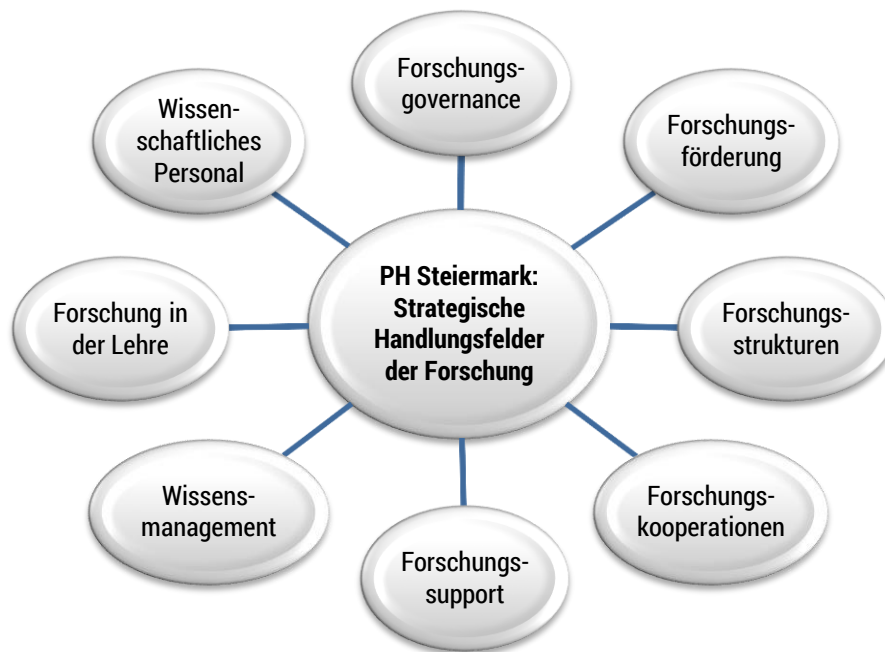 Forschungs-
governance
Forschungs-
förderung
Forschungs-
strukturen
Forschungs-
kooperationen
Forschungs-
support
Wissens-
management
Forschung in
der Lehre
Wissen-
schaftliches
Personal
PH Steiermark:
Strategische
Handlungsfelder
der Forschung